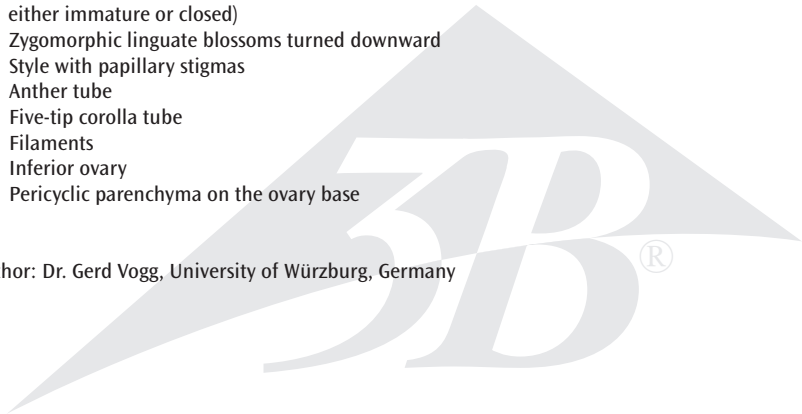 either immature or closed)
Zygomorphic linguate blossoms turned downward
Style with papillary stigmas
Anther tube
Five-tip corolla tube
Filaments
Inferior ovary
Pericyclic parenchyma on the ovary base
hor: Dr. Gerd Vogg, University of Würzburg, Germany
3B®